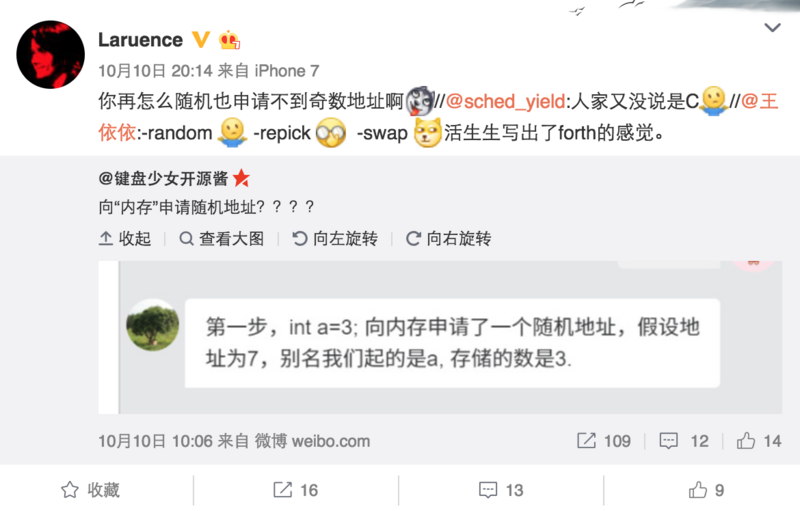 Laruence
10月10日 20:14 来自 iPhone 7
你再怎么随机也申请不到奇数地址啊//@sched_yield:人家又没说是C//@王
依依:-random -repick -swap 活生生写出了forth的感觉。
@键盘少女开源酱
向“内存”申请随机地址？？？？
收起 查看大图 向左旋转 向右旋转
第一步，int a=3; 向内存申请了一个随机地址，假设地
址为7，别名我们起的是a, 存储的数是3.
10月10日 10:06 来自 微博 weibo.com 109 12 14
收藏 16 13 9